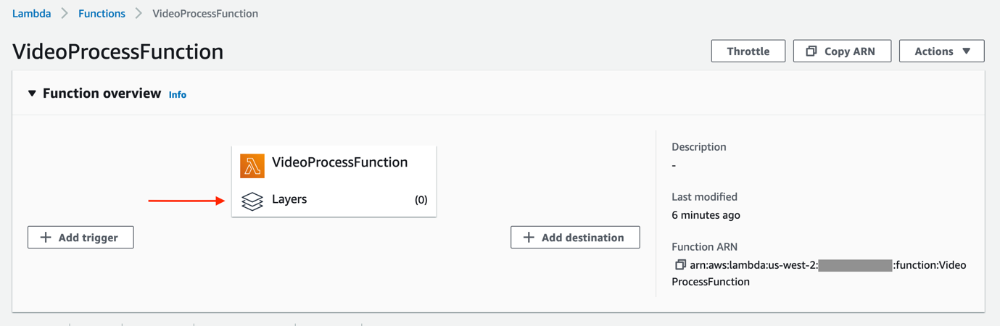 Lambda > Functions > VideoProcessFunction
VideoProcessFunction
Throttle
Copy ARN
Actions
Function overview Info
VideoProcessFunction
Layers (0)
+ Add trigger
+ Add destination
Description
-
Last modified
6 minutes ago
Function ARN
arn:aws:lambda:us-west-2: :function:Video
ProcessFunction